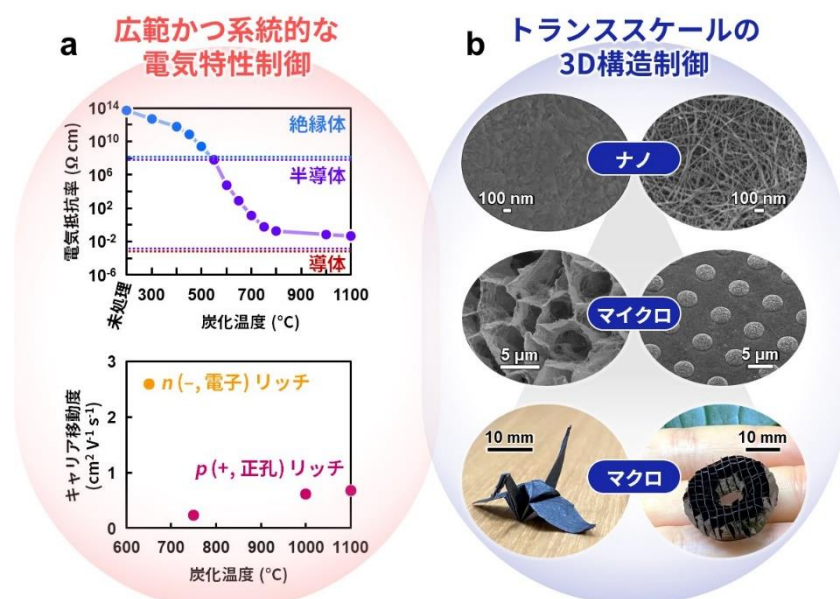 a
広範かつ系統的な
電気特性制御
電気抵抗率 (Ω cm)
10¹⁴
10¹⁰
10⁶
10²
10⁻²
10⁻⁶
絶縁体
半導体
導体
未処理
300
500
700
900
1100
炭化温度 (°C)
キャリア移動度
(cm² V⁻¹ s⁻¹)
3
2
1
0
n (–, 電子) リッチ
p (+, 正孔) リッチ
600
700
800
900
1000
1100
炭化温度 (°C)
b
トランススケールの
3D構造制御
ナノ
100 nm
100 nm
マイクロ
5 µm
5 µm
マクロ
10 mm
10 mm